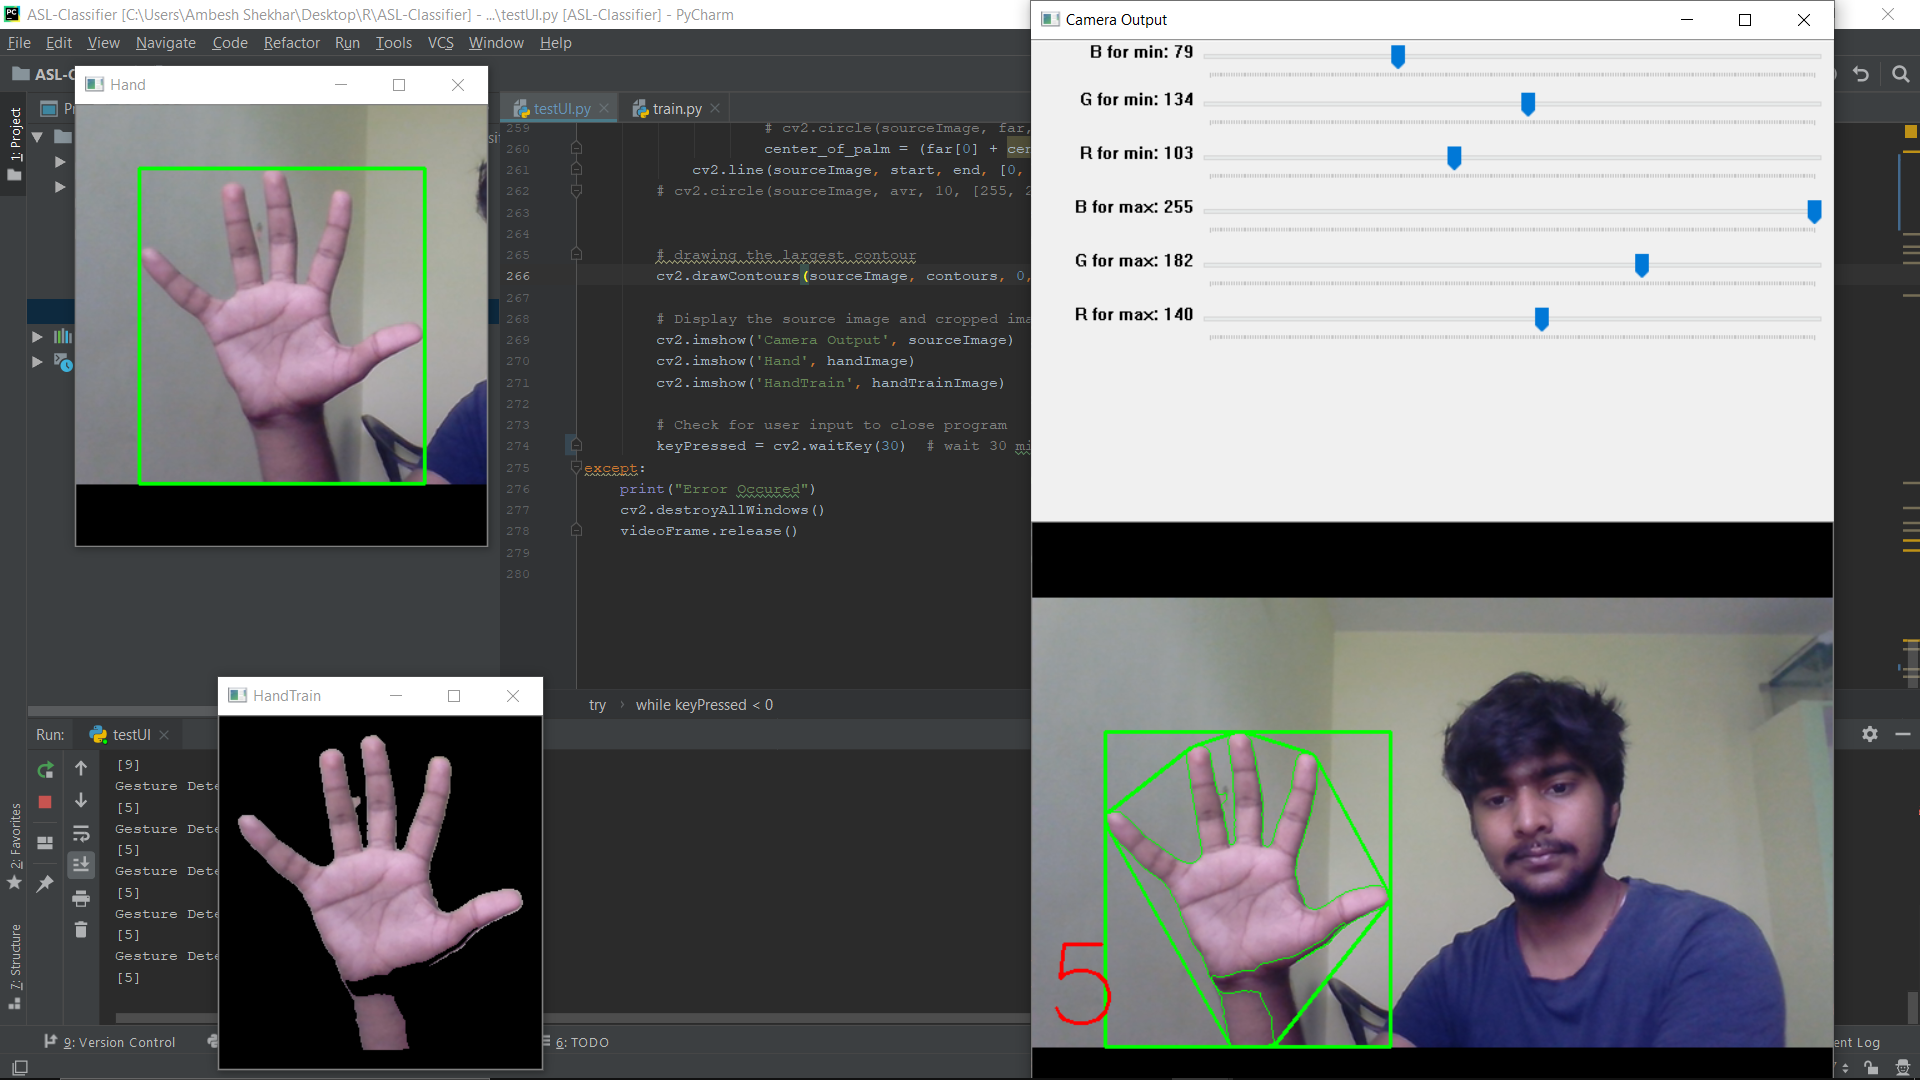 ASL-Classifier [C:\Users\Ambesh Shekhar\Desktop\R\ASL-Classifier] - ...\testUI.py [ASL-Classifier] - PyCharm
File Edit View Navigate Code Refactor Run Tools VCS Window Help
ASL-C
1: Project
Hand
testUI.py
train.py
259 # cv2.circle(sourceImage, far,
260 center_of_palm = (far[0] + cen
261 cv2.line(sourceImage, start, end, [0,
262 # cv2.circle(sourceImage, avr, 10, [255, 2
263
264
265 # drawing the largest contour
266 cv2.drawContours(sourceImage, contours, 0,
267
268 # Display the source image and cropped ima
269 cv2.imshow('Camera Output', sourceImage)
270 cv2.imshow('Hand', handImage)
271 cv2.imshow('HandTrain', handTrainImage)
272
273 # Check for user input to close program
274 keyPressed = cv2.waitKey(30) # wait 30 mi
275 except:
276 print("Error Occured")
277 cv2.destroyAllWindows()
278 videoFrame.release()
279
280
try › while keyPressed < 0
Camera Output
B for min: 79
G for min: 134
R for min: 103
B for max: 255
G for max: 182
R for max: 140
5
HandTrain
Run: testUI
[9]
Gesture Dete
[5]
Gesture Dete
[5]
Gesture Dete
[5]
Gesture Dete
[5]
Gesture Dete
[5]
2: Favorites
7: Structure
9: Version Control
6: TODO
ent Log